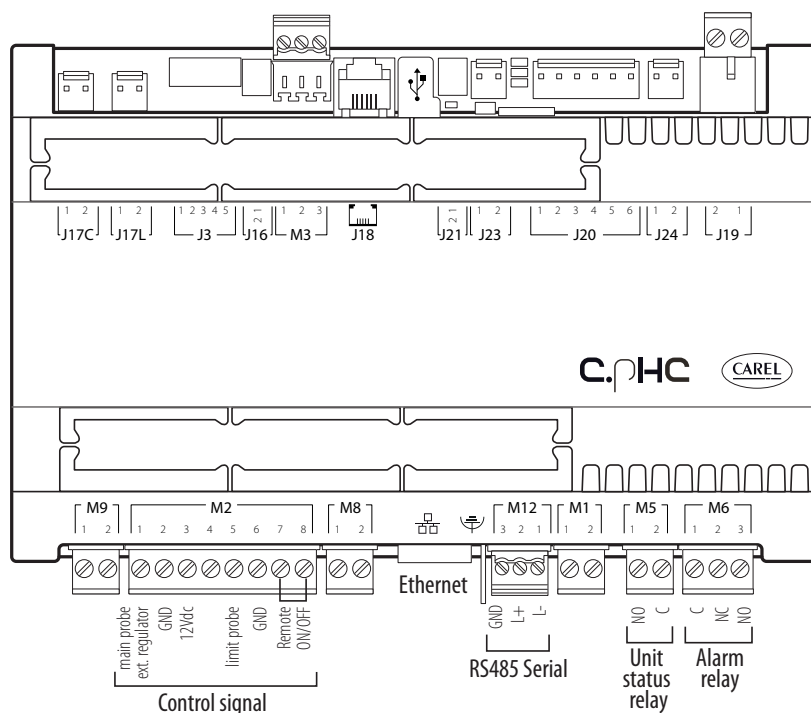 1 2 1 2 1 2 3 4 5 2 1 1 2 3 2 1 1 2 1 2 3 4 5 6 1 2 2 1
J17C J17L J3 J16 M3 J18 J21 J23 J20 J24 J19
c.pHC CAREL
M9 M2 M8 M12 M1 M5 M6
1 2 1 2 3 4 5 6 7 8 1 2 3 2 1 1 2 1 2 1 2 3
Ethernet
main probe
ext. regulator
GND
12Vdc
limit probe
GND
Remote
ON/OFF
GND
L+
L-
NO
C
C
NC
NO
Control signal
RS485 Serial
Unit
status
relay
Alarm
relay